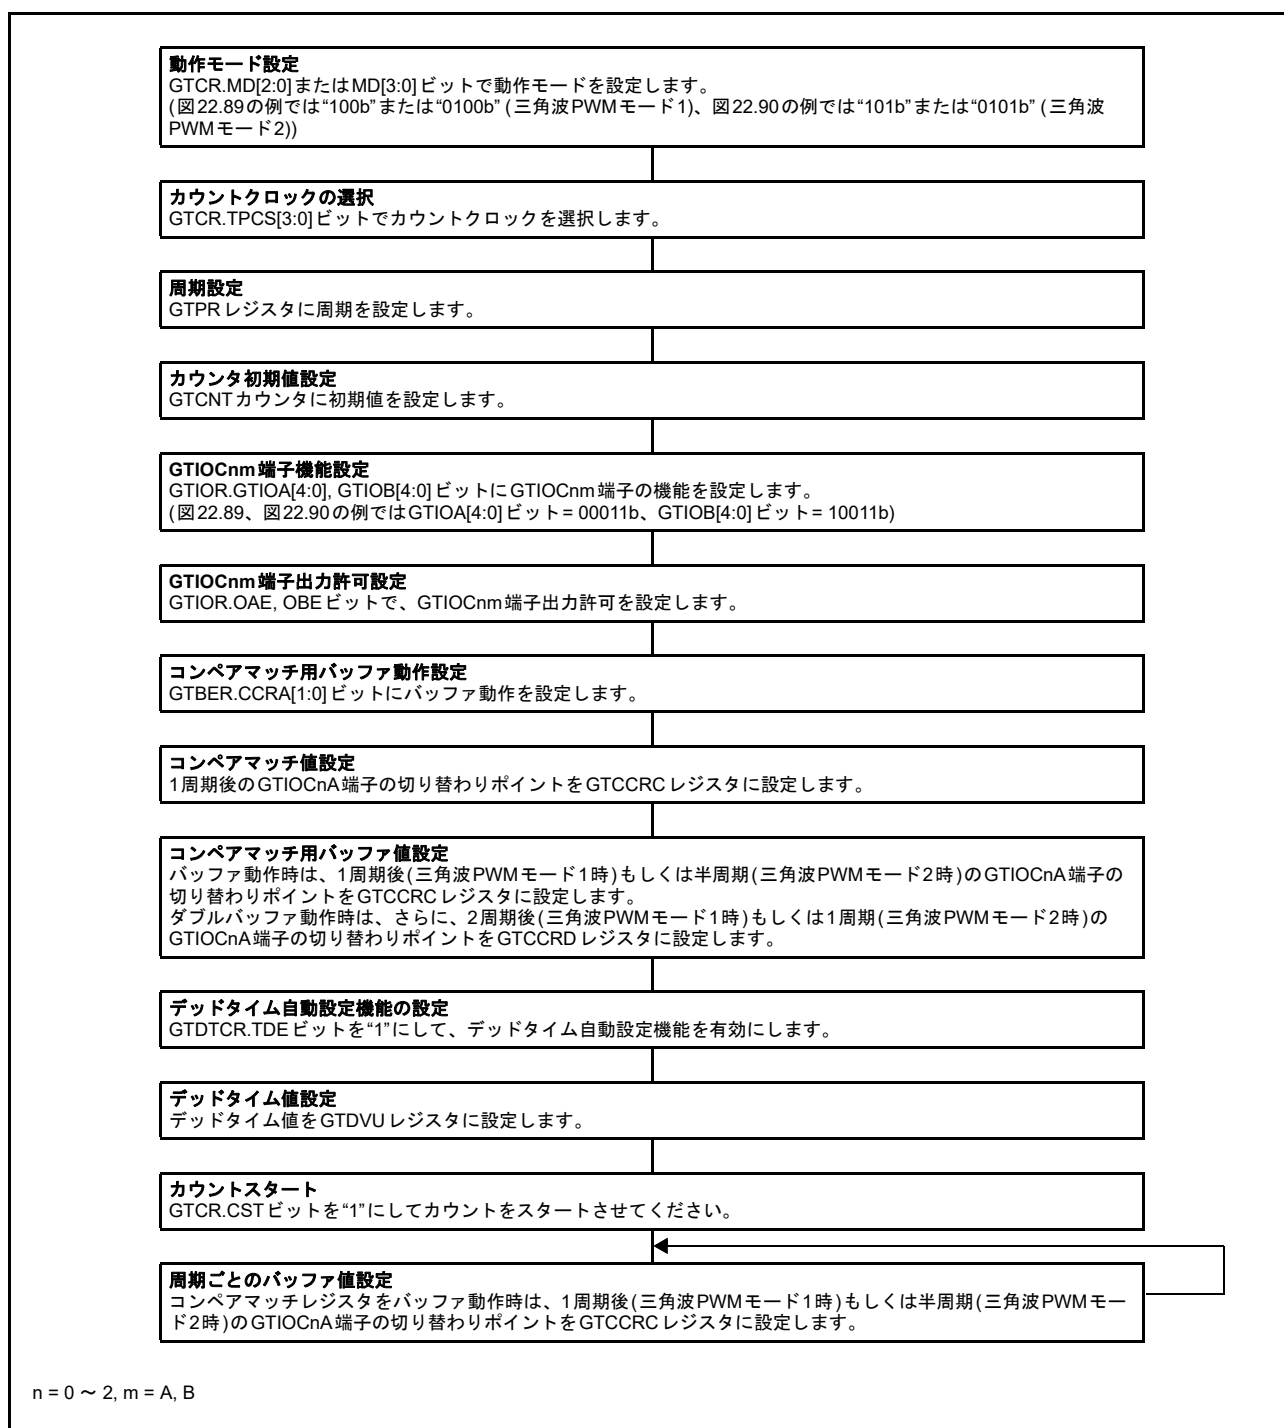 動作モード設定
GTCR.MD[2:0]またはMD[3:0]ビットで動作モードを設定します。
(図22.89の例では“100b”または“0100b” (三角波PWMモード1)、図22.90の例では“101b”または“0101b” (三角波
PWMモード2))
カウントクロックの選択
GTCR.TPCS[3:0]ビットでカウントクロックを選択します。
周期設定
GTPRレジスタに周期を設定します。
カウンタ初期値設定
GTCNTカウンタに初期値を設定します。
GTIOCnm端子機能設定
GTIOR.GTIOA[4:0], GTIOB[4:0]ビットにGTIOCnm端子の機能を設定します。
(図22.89、図22.90の例ではGTIOA[4:0]ビット= 00011b、GTIOB[4:0]ビット= 10011b)
GTIOCnm端子出力許可設定
GTIOR.OAE, OBEビットで、GTIOCnm端子出力許可を設定します。
コンペアマッチ用バッファ動作設定
GTBER.CCRA[1:0]ビットにバッファ動作を設定します。
コンペアマッチ値設定
1周期後のGTIOCnA端子の切り替わりポイントをGTCCRCレジスタに設定します。
コンペアマッチ用バッファ値設定
バッファ動作時は、1周期後(三角波PWMモード1時)もしくは半周期(三角波PWMモード2時)のGTIOCnA端子の
切り替わりポイントをGTCCRCレジスタに設定します。
ダブルバッファ動作時は、さらに、2周期後(三角波PWMモード1時)もしくは1周期(三角波PWMモード2時)の
GTIOCnA端子の切り替わりポイントをGTCCRDレジスタに設定します。
デッドタイム自動設定機能の設定
GTDTCR.TDEビットを“1”にして、デッドタイム自動設定機能を有効にします。
デッドタイム値設定
デッドタイム値をGTDVUレジスタに設定します。
カウントスタート
GTCR.CSTビットを“1”にしてカウントをスタートさせてください。
周期ごとのバッファ値設定
コンペアマッチレジスタをバッファ動作時は、1周期後(三角波PWMモード1時)もしくは半周期(三角波PWMモー
ド2時)のGTIOCnA端子の切り替わりポイントをGTCCRCレジスタに設定します。
n = 0 ～ 2, m = A, B